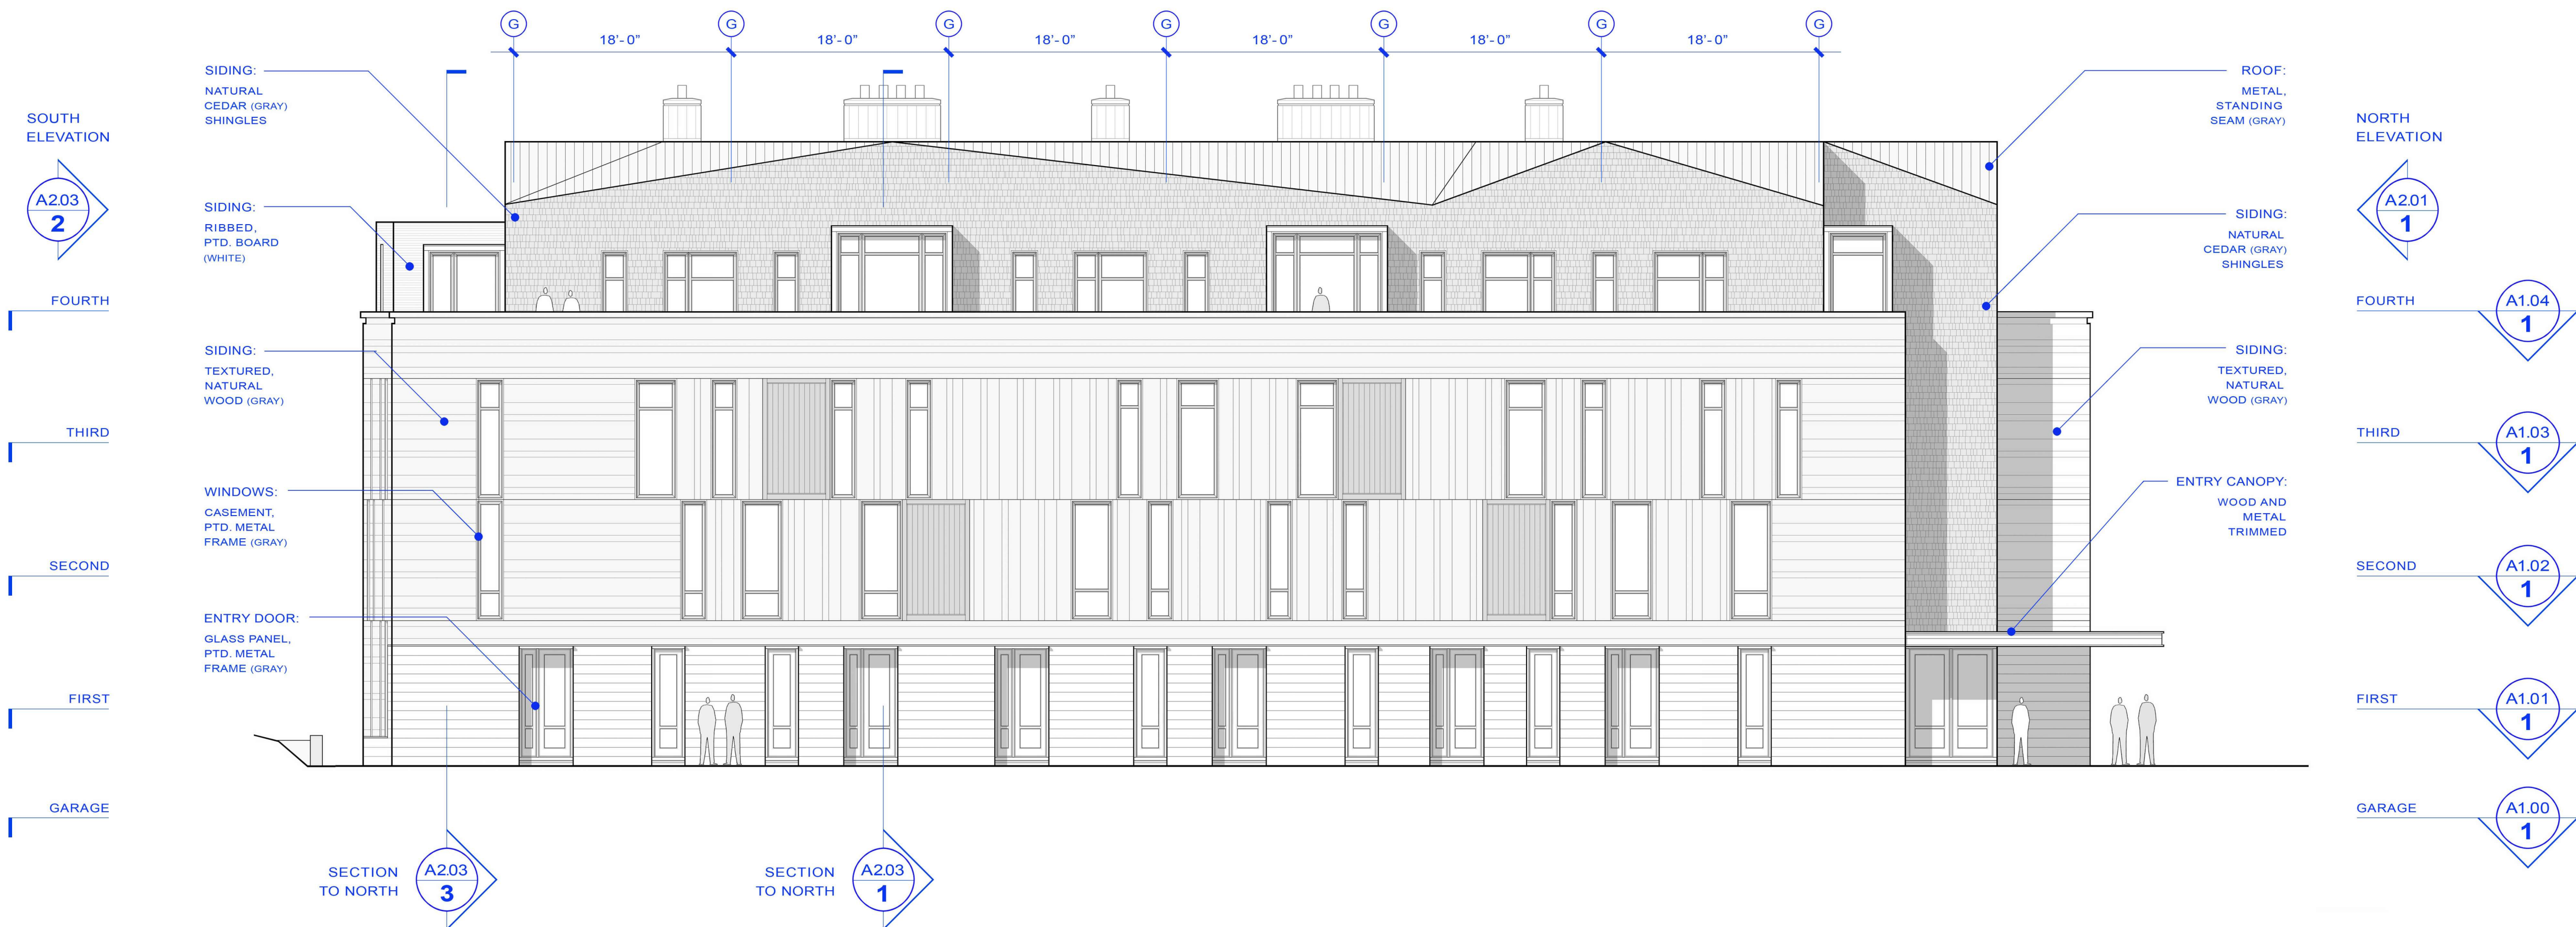 G G G G G G G
18'-0" 18'-0" 18'-0" 18'-0" 18'-0" 18'-0"
SOUTH
ELEVATION
A2.03
2
FOURTH
THIRD
SECOND
FIRST
GARAGE
SIDING:
NATURAL
CEDAR (GRAY)
SHINGLES
SIDING:
RIBBED,
PTD. BOARD
(WHITE)
SIDING:
TEXTURED,
NATURAL
WOOD (GRAY)
WINDOWS:
CASEMENT,
PTD. METAL
FRAME (GRAY)
ENTRY DOOR:
GLASS PANEL,
PTD. METAL
FRAME (GRAY)
SECTION
TO NORTH
A2.03
3
SECTION
TO NORTH
A2.03
1
ROOF:
METAL,
STANDING
SEAM (GRAY)
SIDING:
NATURAL
CEDAR (GRAY)
SHINGLES
SIDING:
TEXTURED,
NATURAL
WOOD (GRAY)
ENTRY CANOPY:
WOOD AND
METAL
TRIMMED
NORTH
ELEVATION
A2.01
1
FOURTH
A1.04
1
THIRD
A1.03
1
SECOND
A1.02
1
FIRST
A1.01
1
GARAGE
A1.00
1